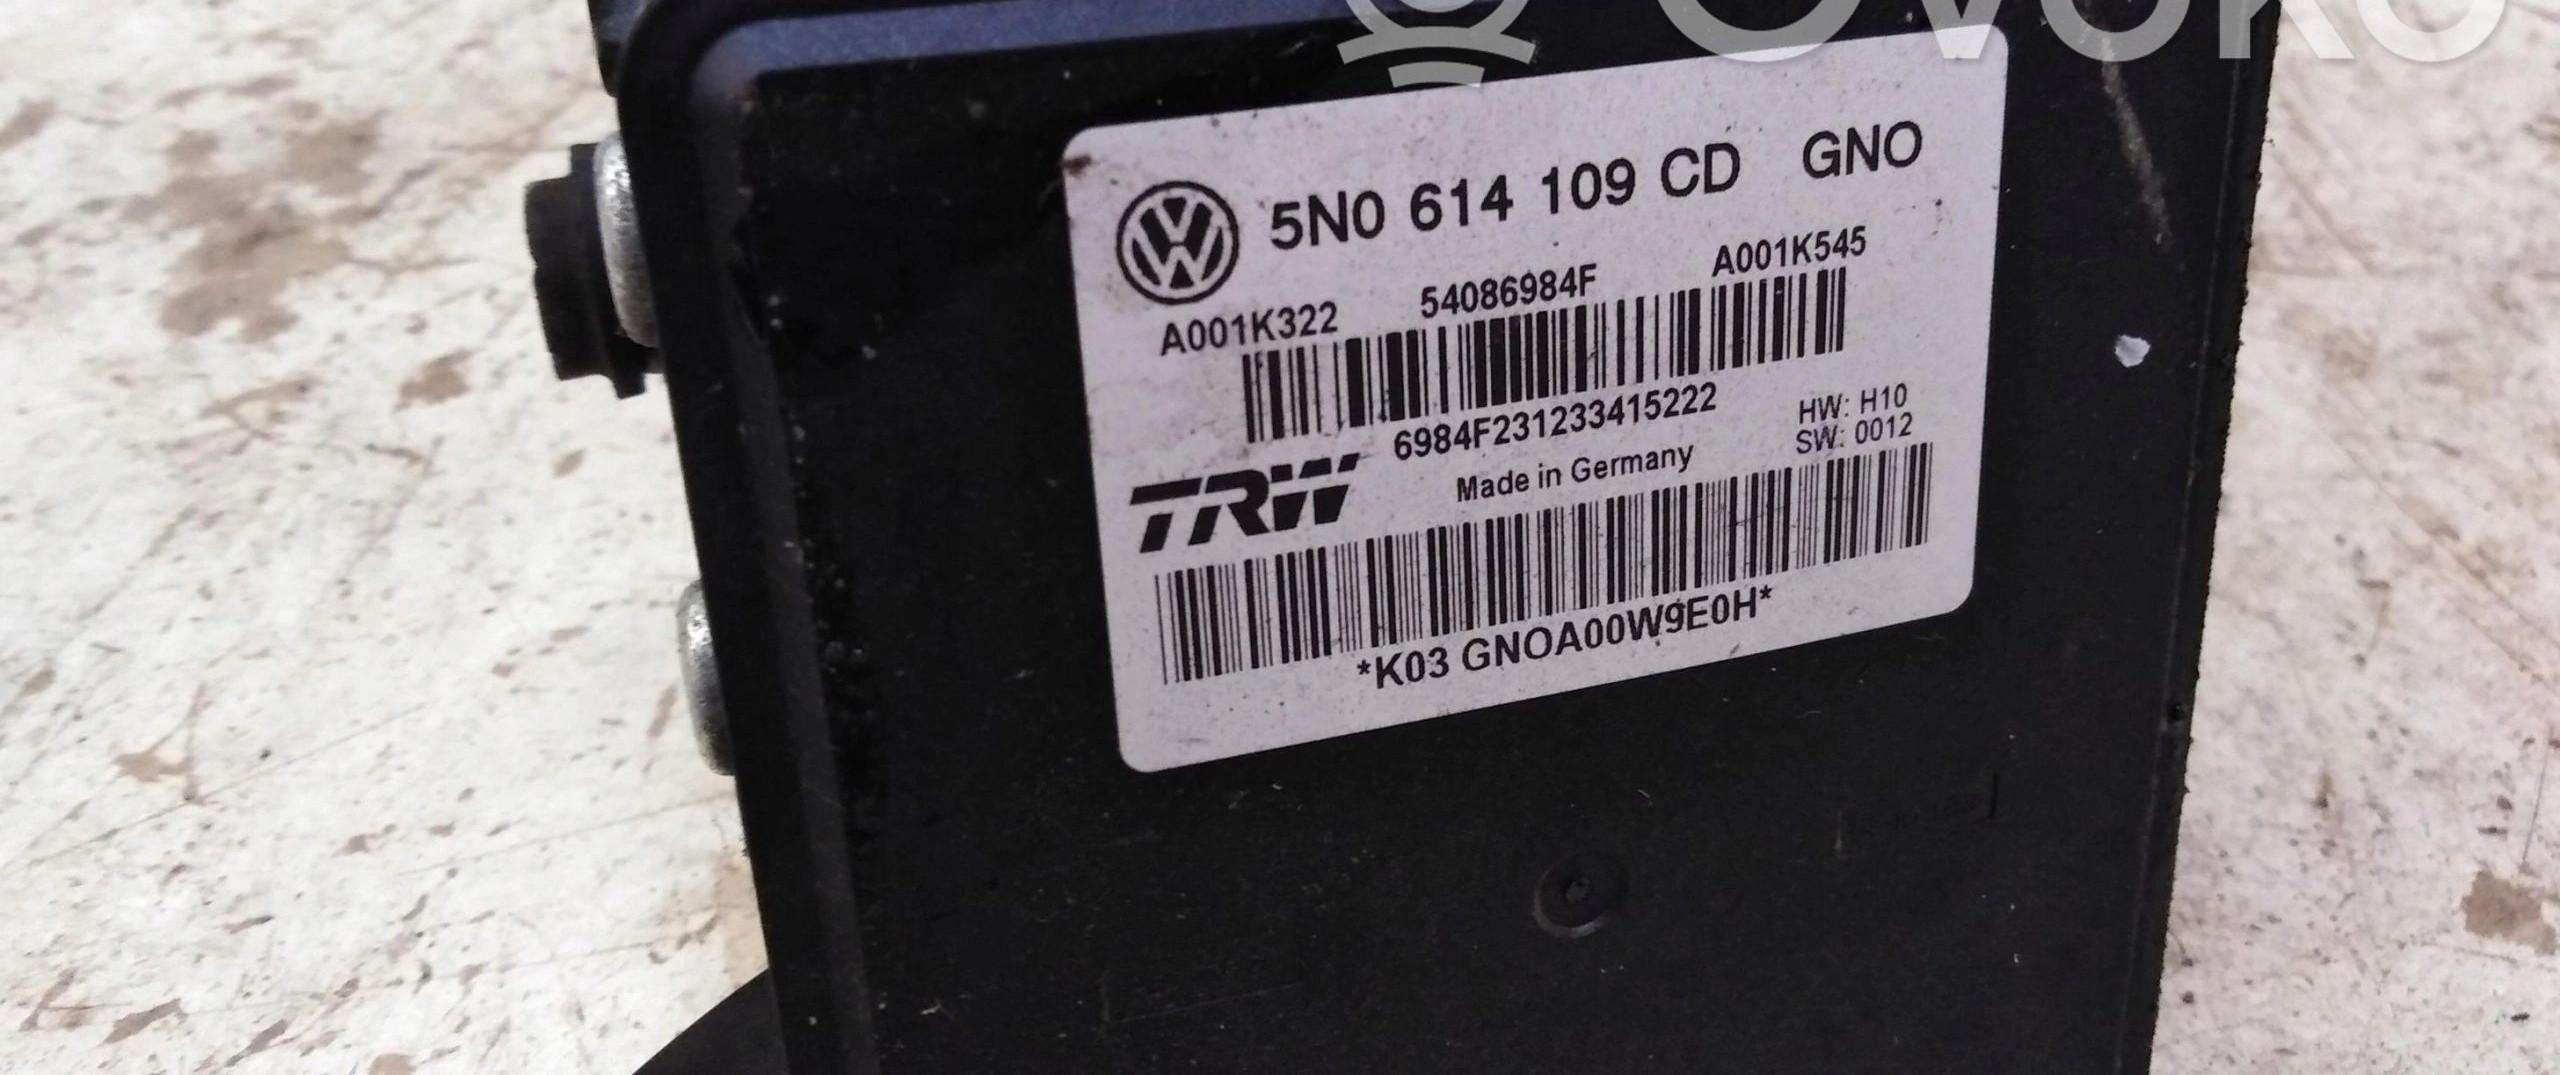 Ovoko
5N0 614 109 CD GNO
A001K322 54086984F A001K545
6984F231233415222
HW: H10
SW: 0012
TRW
Made in Germany
*K03 GNOA00W9E0H*